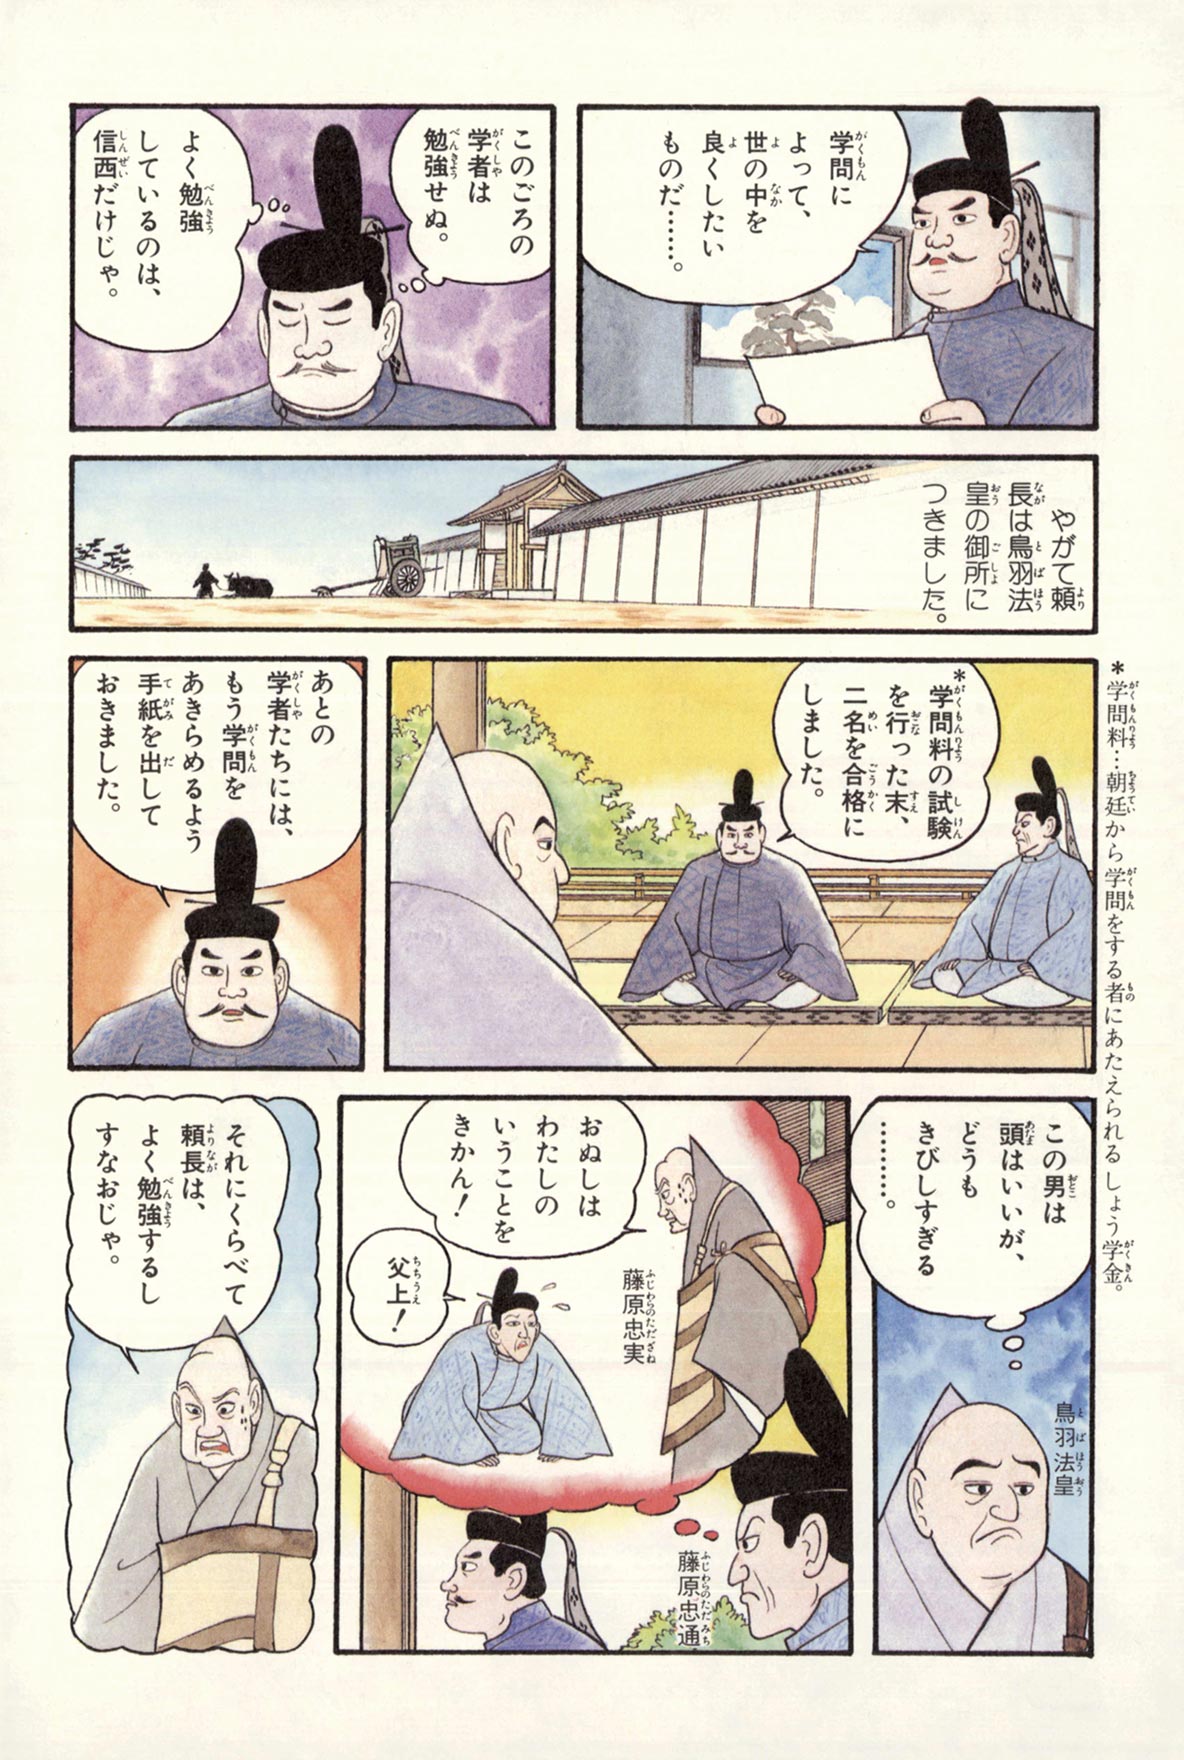 学問に
よって、
世の中を
良くしたい
ものだ……。
このごろの
学者は
勉強せぬ。
よく勉強
しているのは、
信西だけじゃ。
やがて頼
長は鳥羽法
皇の御所に
つきました。
*学問料の試験
を行った末、
二名を合格に
しました。
あとの
学者たちには、
もう学問を
あきらめるよう
手紙を出して
おきました。
*学問料…朝廷から学問をする者にあたえられるしょう学金。
この男は
頭はいいが、
どうも
きびしすぎる
………。
鳥羽法皇
おぬしは
わたしの
いうことを
きかん!
藤原忠実
父上!
藤原忠通
それにくらべて
頼長は、
よく勉強するし
すなおじゃ。